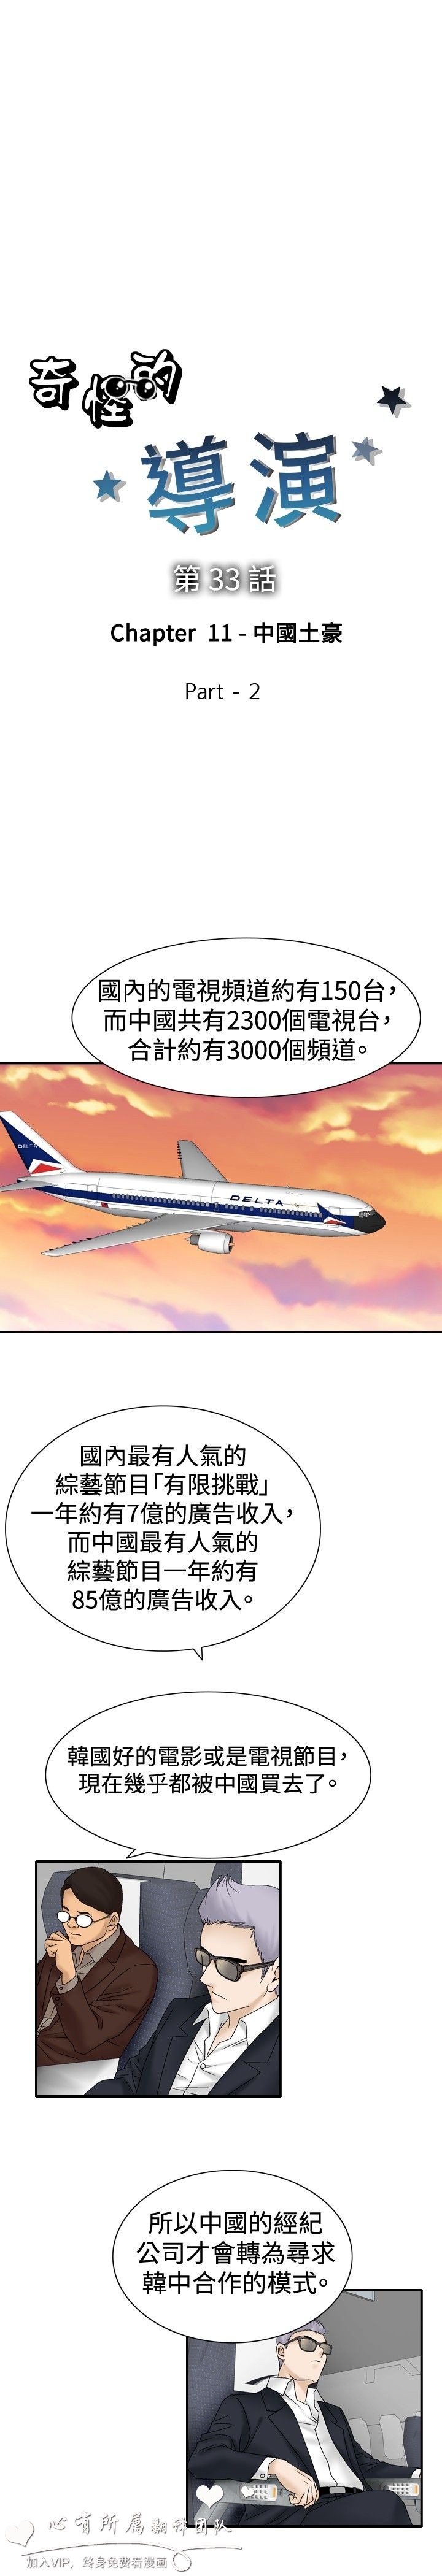 奇怪的
導演
第 33 話
Chapter 11 - 中國土豪
Part - 2
國內的電視頻道約有150台，
而中國共有2300個電視台，
合計約有3000個頻道。
DELTA
DELTA
國內最有人氣的
綜藝節目「有限挑戰」
一年約有7億的廣告收入，
而中國最有人氣的
綜藝節目一年約有
85億的廣告收入。
韓國好的電影或是電視節目，
現在幾乎都被中國買去了。
所以中國的經紀
公司才會轉為尋求
韓中合作的模式。
心有所属翻译团队
加入VIP，终身免费看漫画